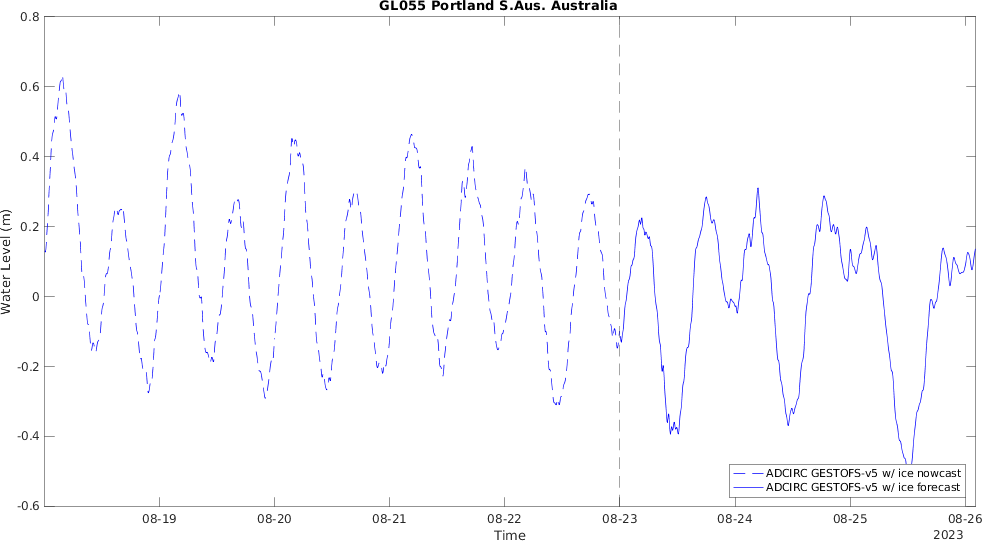 GL055 Portland S.Aus. Australia
0.8
0.6
0.4
0.2
0
-0.2
-0.4
-0.6
Water Level (m)
ADCIRC GESTOFS-v5 w/ ice nowcast
ADCIRC GESTOFS-v5 w/ ice forecast
08-19 08-20 08-21 08-22 08-23 08-24 08-25 08-26
Time
2023